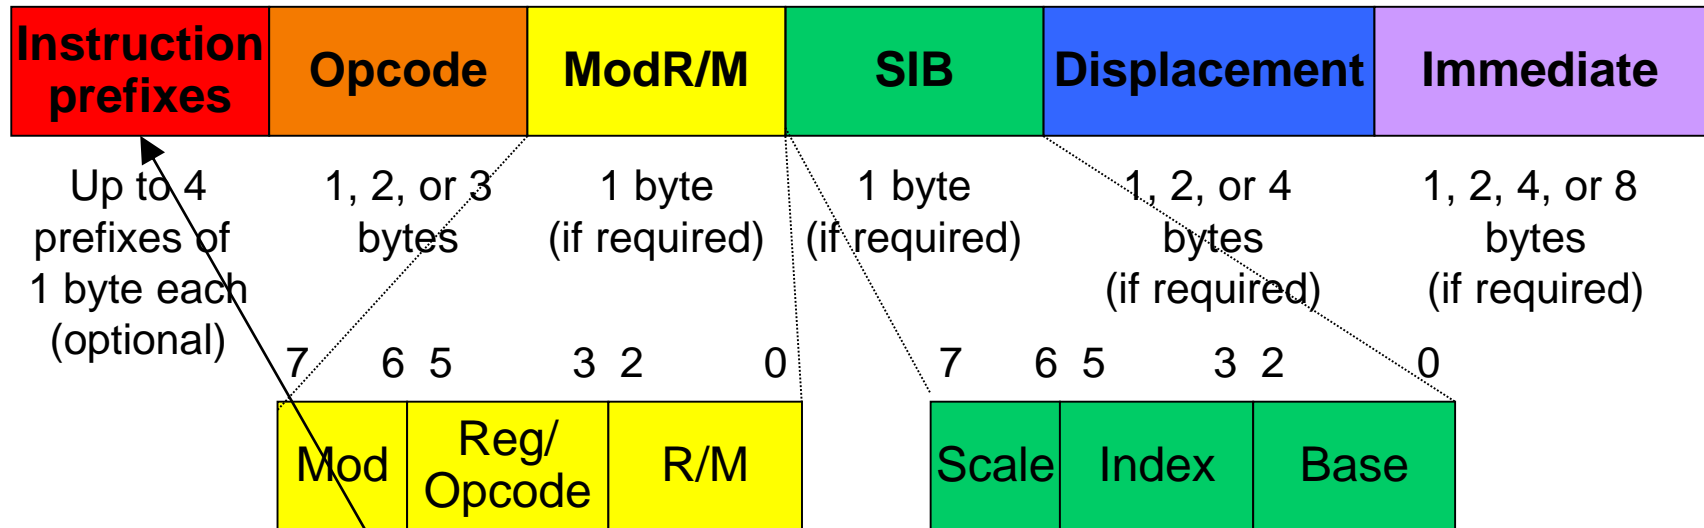 Instruction
prefixes
Opcode
ModR/M
SIB
Displacement
Immediate
Up to 4
prefixes of
1 byte each
(optional)
1, 2, or 3
bytes
1 byte
(if required)
1 byte
(if required)
1, 2, or 4
bytes
(if required)
1, 2, 4, or 8
bytes
(if required)
7 6 5 3 2 0
Mod
Reg/
Opcode
R/M
7 6 5 3 2 0
Scale
Index
Base